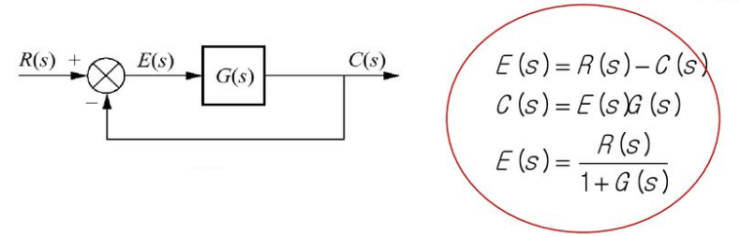 R(s) + E(s) G(s) C(s)
−
E(s)=R(s)−C(s)
C(s)=E(s)G(s)
E(s)= R(s) / 1+G(s)